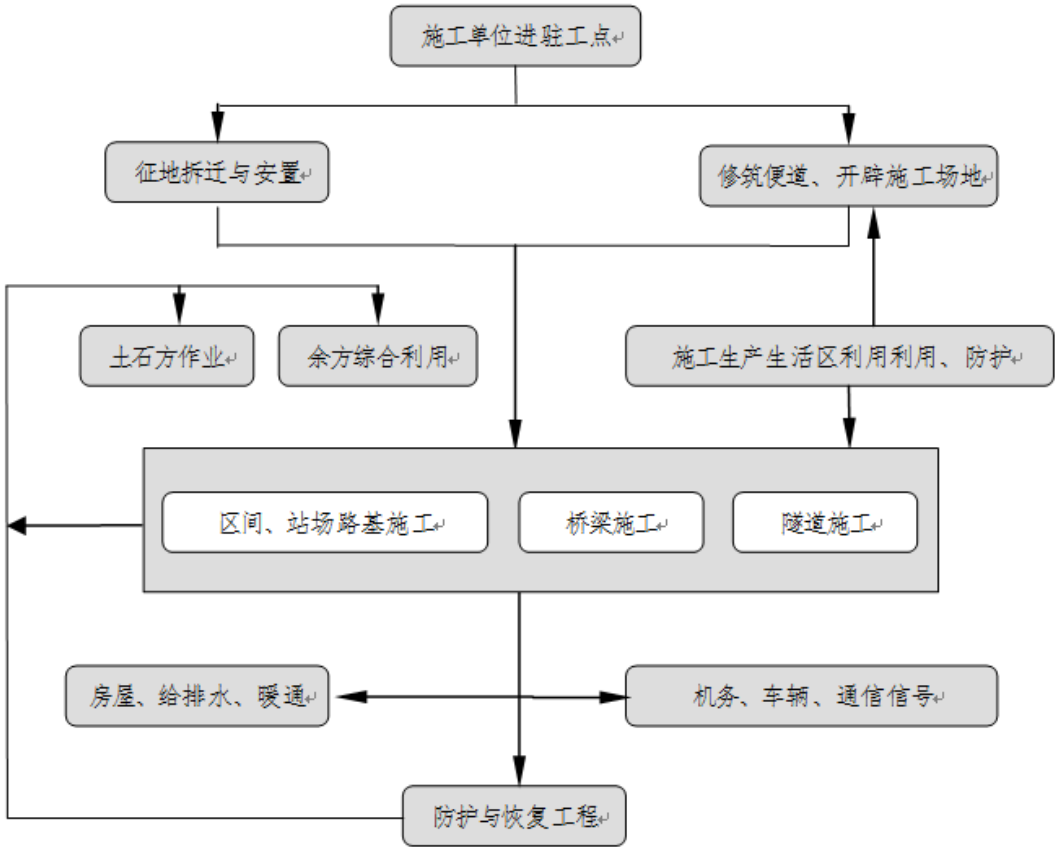 施工单位进驻工点
征地拆迁与安置
修筑便道、开辟施工场地
土石方作业
余方综合利用
施工生产生活区利用利用、防护
区间、站场路基施工
桥梁施工
隧道施工
房屋、给排水、暖通
机务、车辆、通信信号
防护与恢复工程